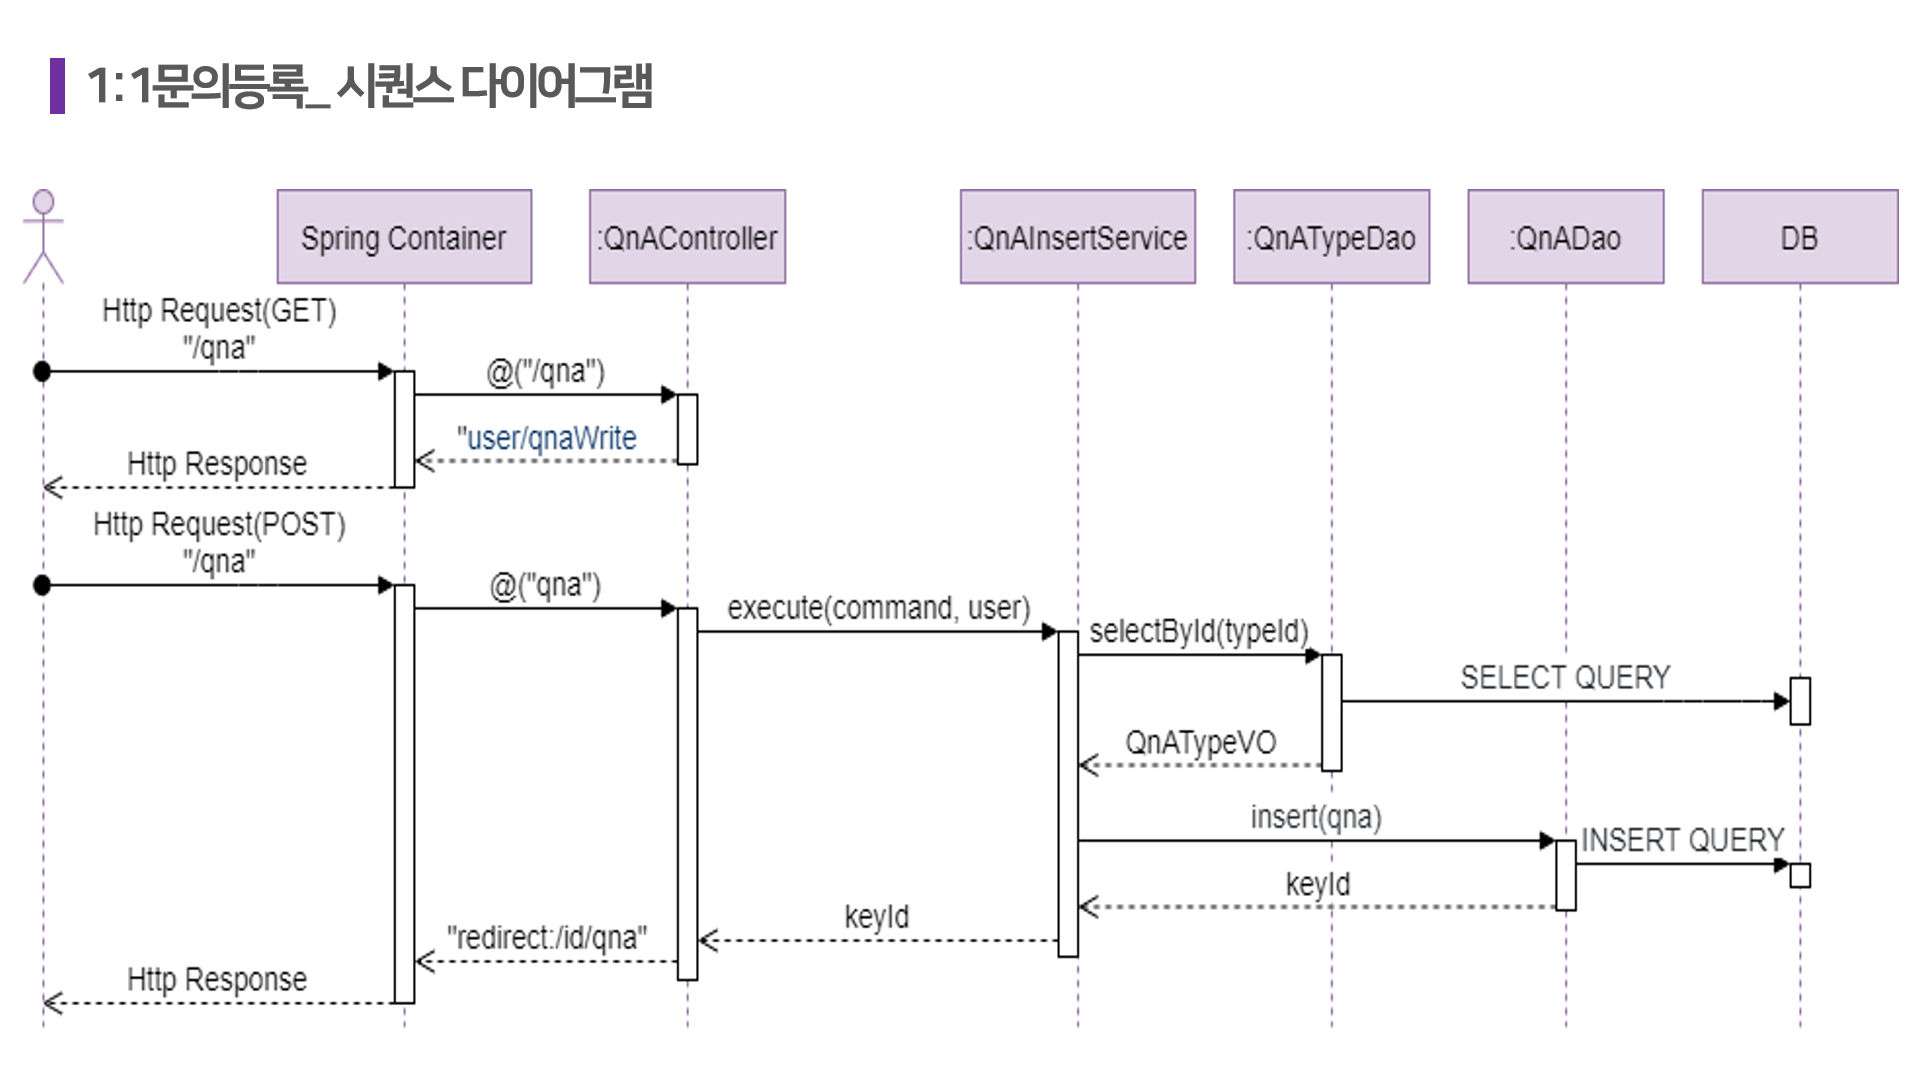 1:1문의등록_ 시퀀스 다이어그램
Spring Container
:QnAController
:QnAInsertService
:QnATypeDao
:QnADao
DB
Http Request(GET)
"/qna"
@("/qna")
"user/qnaWrite
Http Response
Http Request(POST)
"/qna"
@("qna")
execute(command, user)
selectById(typeId)
SELECT QUERY
QnATypeVO
insert(qna)
INSERT QUERY
keyId
keyId
"redirect:/id/qna"
Http Response